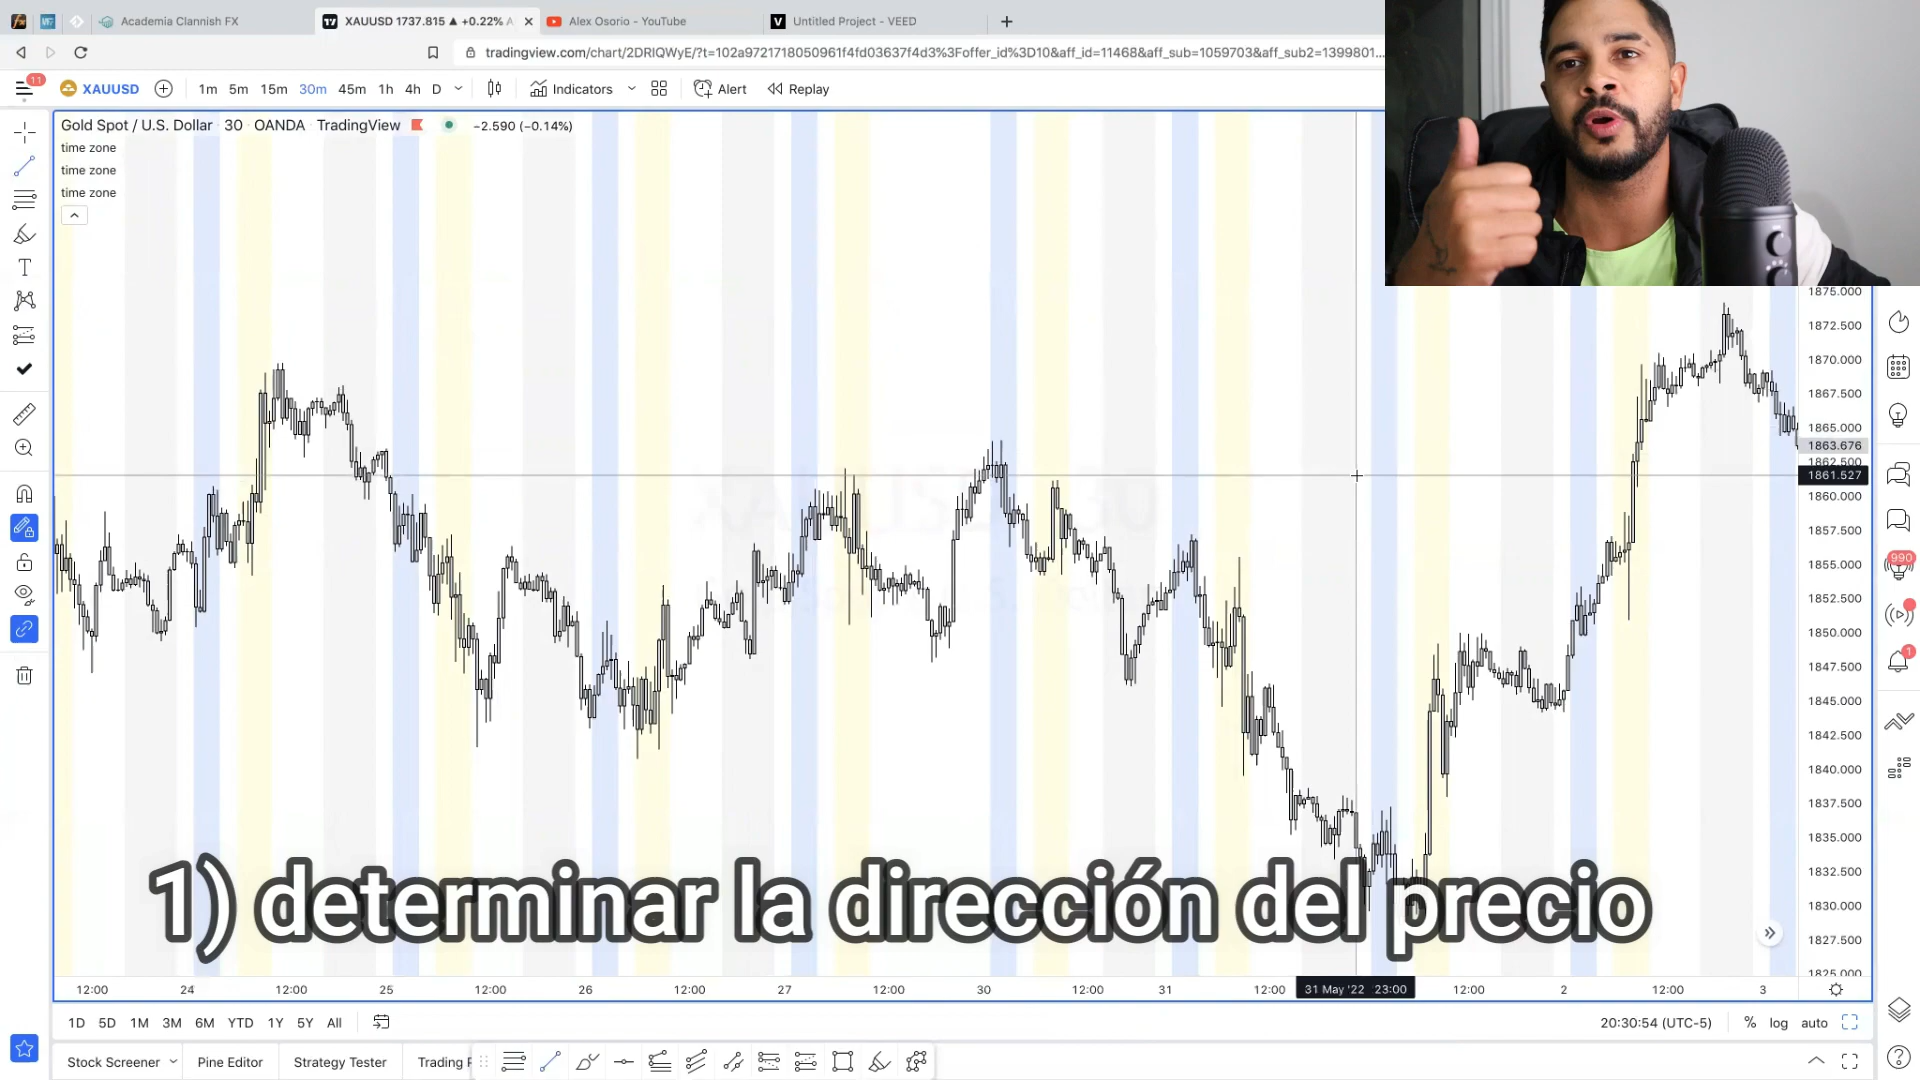 Academia Clannish FX
XAUUSD 1737.815 ▲ +0.22%
Alex Osorio - YouTube
Untitled Project - VEED
tradingview.com/chart/2DRIQWyE/?t=102a9721718050961f4fd03637f4d3%3Foffer_id%3D10&aff_id=11468&aff_sub=1059703&aff_sub2=1399801...
11
XAUUSD
1m 5m 15m 30m 45m 1h 4h D
Indicators
Alert
Replay
Gold Spot / U.S. Dollar 30 OANDA TradingView
−2.590 (−0.14%)
time zone
time zone
time zone
1875.000
1872.500
1870.000
1867.500
1865.000
1863.676
1862.500
1861.527
1860.000
1857.500
1855.000
1852.500
1850.000
1847.500
1845.000
1842.500
1840.000
1837.500
1835.000
1832.500
1830.000
1827.500
1825.000
990
1
1) determinar la dirección del precio
12:00 24 12:00 25 12:00 26 12:00 27 12:00 30 12:00 31 12:00 31 May '22 23:00 12:00 2 12:00 3
1D 5D 1M 3M 6M YTD 1Y 5Y All
20:30:54 (UTC-5) % log auto
Stock Screener Pine Editor Strategy Tester Trading